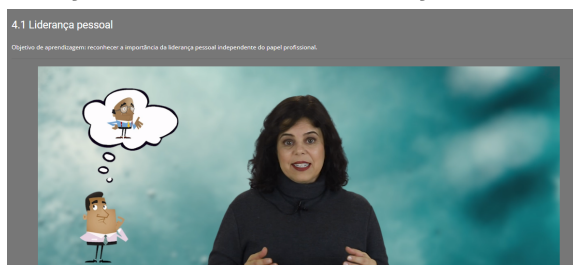 4.1 Liderança pessoal
Objetivo de aprendizagem: reconhecer a importância da liderança pessoal independente do papel profissional.